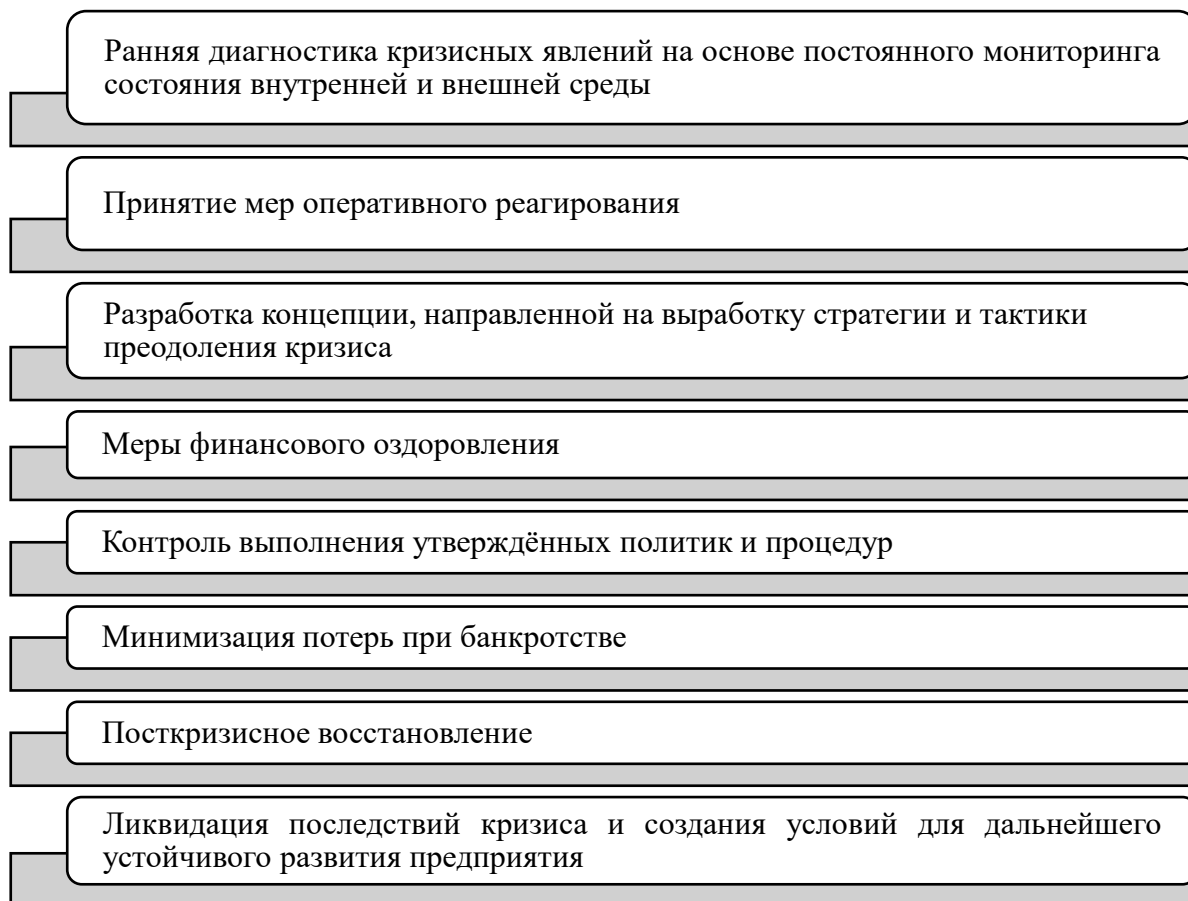 Ранняя диагностика кризисных явлений на основе постоянного мониторинга
состояния внутренней и внешней среды
Принятие мер оперативного реагирования
Разработка концепции, направленной на выработку стратегии и тактики
преодоления кризиса
Меры финансового оздоровления
Контроль выполнения утверждённых политик и процедур
Минимизация потерь при банкротстве
Посткризисное восстановление
Ликвидация последствий кризиса и создания условий для дальнейшего
устойчивого развития предприятия